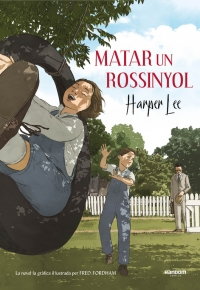 MATAR UN
ROSSINYOL
Harper Lee
La novel·la gràfica il·lustrada per FRED FORDHAM